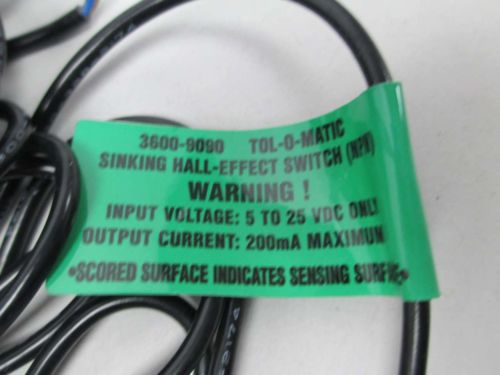 3600-9090 TOL-O-MATIC
SINKING HALL-EFFECT SWITCH (NPN)
WARNING !
INPUT VOLTAGE: 5 TO 25 VDC ONLY
OUTPUT CURRENT: 200mA MAXIMUM
•SCORED SURFACE INDICATES SENSING SURFACE•